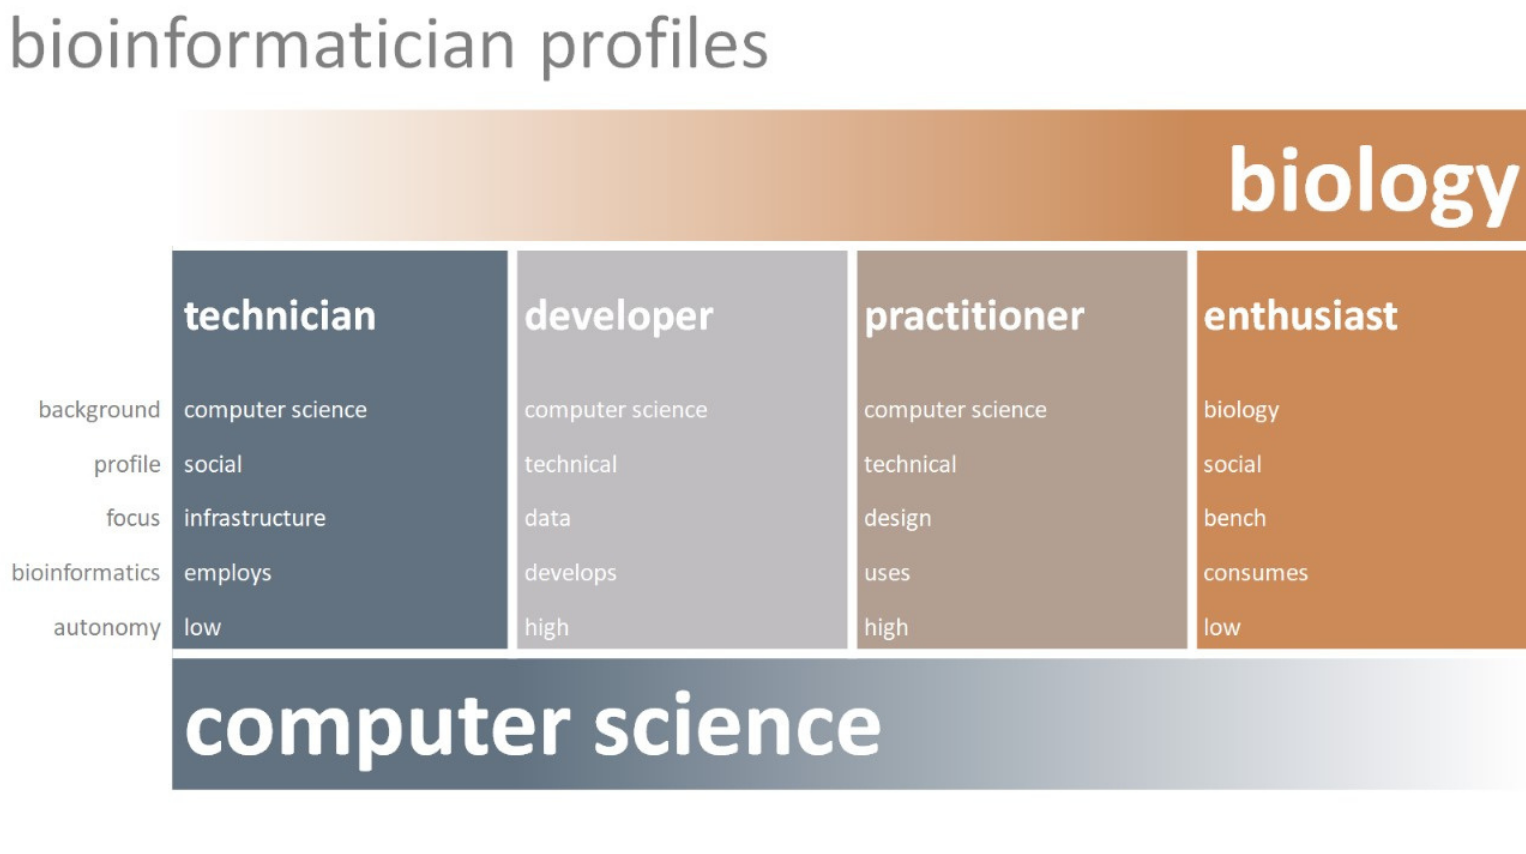 bioinformatician profiles
biology
technician developer practitioner enthusiast
background computer science computer science computer science biology
profile social technical technical social
focus infrastructure data design bench
bioinformatics employs develops uses consumes
autonomy low high high low
computer science